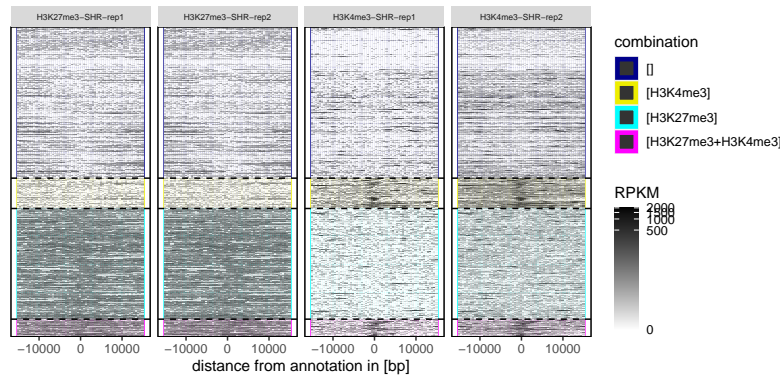 H3K27me3-SHR-rep1 H3K27me3-SHR-rep2 H3K4me3-SHR-rep1 H3K4me3-SHR-rep2
combination
[]
[H3K4me3]
[H3K27me3]
[H3K27me3+H3K4me3]
RPKM
2000
1500
1000
500
0
−10000 0 10000 −10000 0 10000 −10000 0 10000 −10000 0 10000
distance from annotation in [bp]